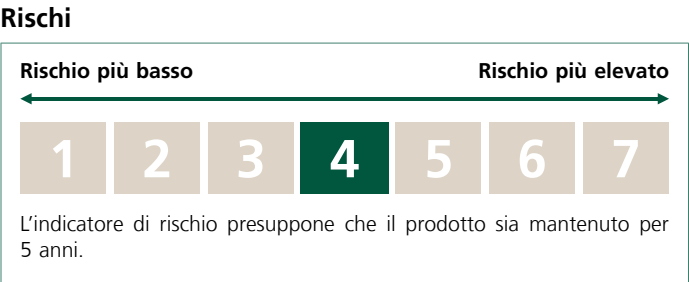 Rischi
Rischio più basso Rischio più elevato
1 2 3 4 5 6 7
L'indicatore di rischio presuppone che il prodotto sia mantenuto per
5 anni.